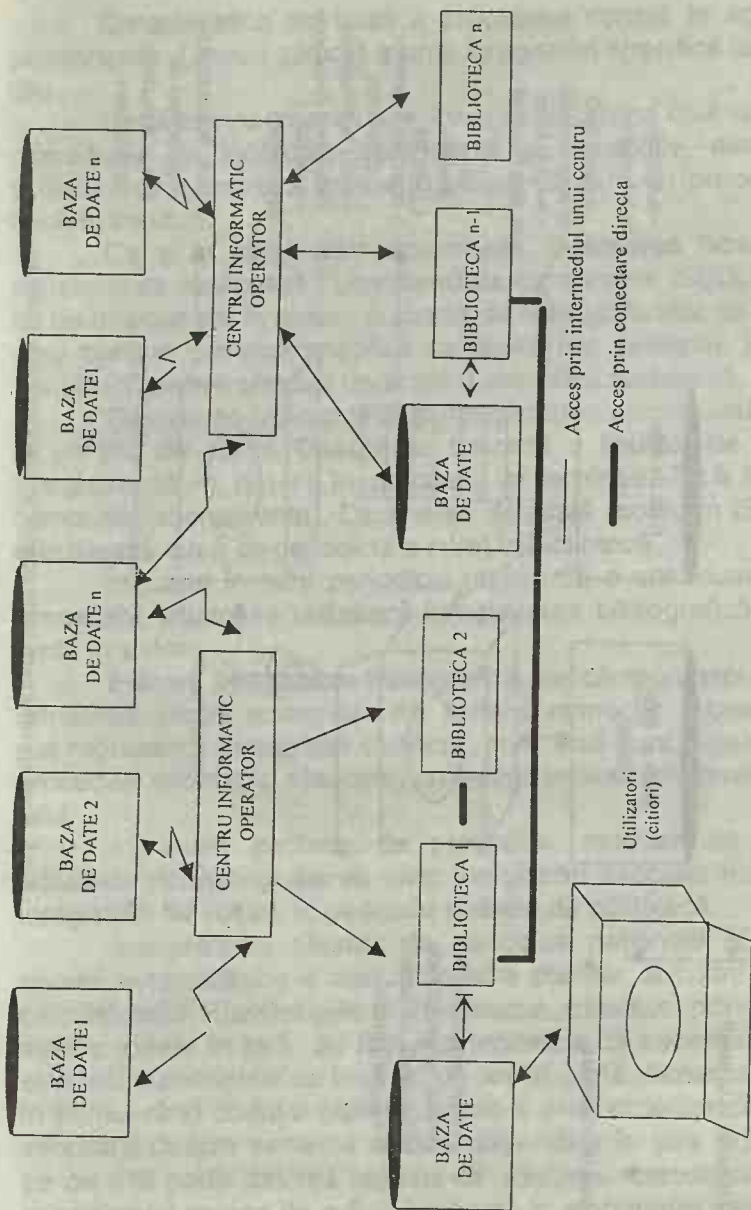 BAZA
DE DATE1
BAZA
DE DATE 2
BAZA
DE DATE n
BAZA
DE DATE1
BAZA
DE DATE n
CENTRU INFORMATIC
OPERATOR
CENTRU INFORMATIC
OPERATOR
BAZA
DE DATE
BIBLIOTECA 1
BIBLIOTECA 2
BAZA
DE DATE
BIBLIOTECA n-1
BIBLIOTECA n
Utilizatori
(citiori)
Acces prin intermediul unui centru
Acces prin conectare directa